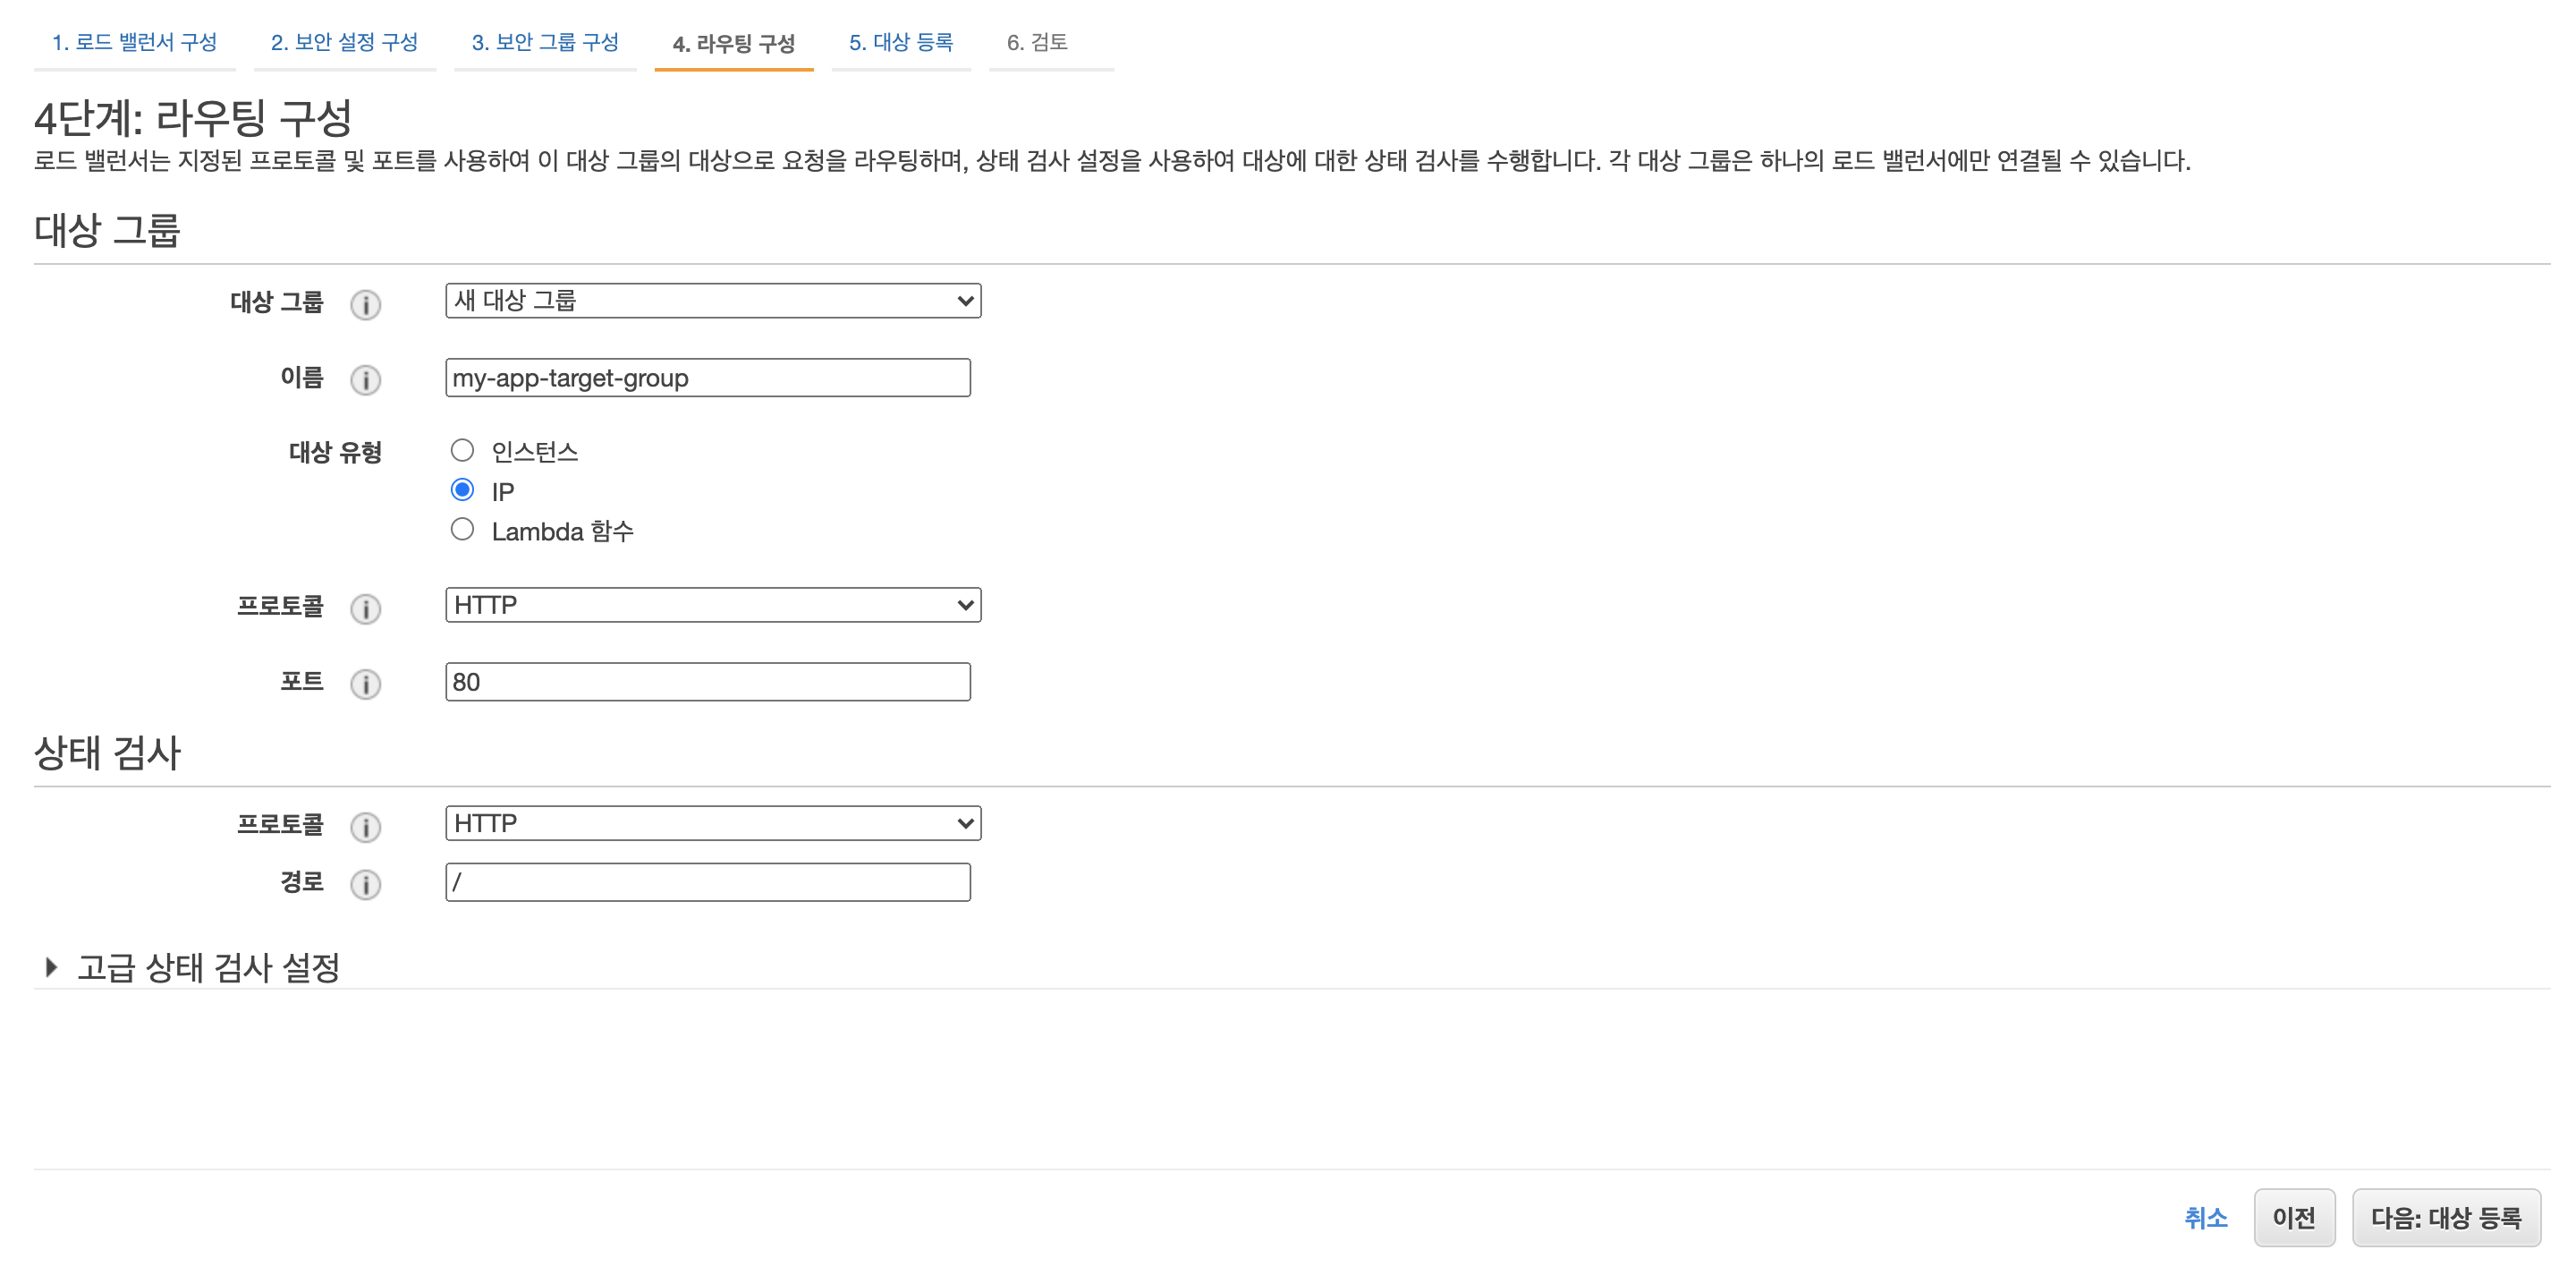 1. 로드 밸런서 구성 2. 보안 설정 구성 3. 보안 그룹 구성 4. 라우팅 구성 5. 대상 등록 6. 검토
4단계: 라우팅 구성
로드 밸런서는 지정된 프로토콜 및 포트를 사용하여 이 대상 그룹의 대상으로 요청을 라우팅하며, 상태 검사 설정을 사용하여 대상에 대한 상태 검사를 수행합니다. 각 대상 그룹은 하나의 로드 밸런서에만 연결될 수 있습니다.
대상 그룹
대상 그룹 i 새 대상 그룹
이름 i my-app-target-group
대상 유형 인스턴스
IP
Lambda 함수
프로토콜 i HTTP
포트 i 80
상태 검사
프로토콜 i HTTP
경로 i /
고급 상태 검사 설정
취소 이전 다음: 대상 등록